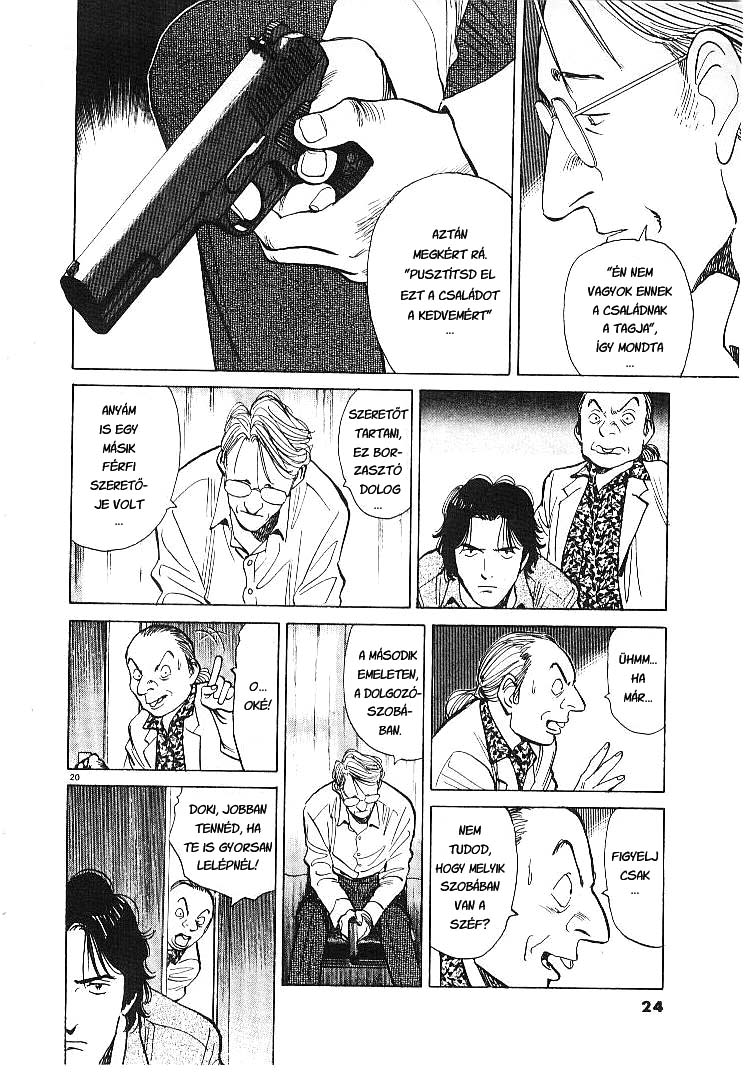 "ÉN NEM
VAGYOK ENNEK
A CSALÁDNAK
A TAGJA",
ÍGY MONDTA
...
AZTÁN
MEGKÉRT RÁ.
"PUSZTÍTSD EL
EZT A CSALÁDOT
A KEDVEMÉRT"
...
SZERETŐT
TARTANI,
EZ BOR-
ZASZTÓ
DOLOG
...
ANYÁM
IS EGY
MÁSIK
FÉRFI
SZERETŐ-
JE VOLT
...
ÜHMM...
HA
MÁR...
FIGYELJ
CSAK
...
NEM
TUDOD,
HOGY MELYIK
SZOBÁBAN
VAN A
SZÉF?
A MÁSODIK
EMELETEN,
A DOLGOZÓ-
SZOBÁ-
BAN.
O...
OKÉ!
20
DOKI, JOBBAN
TENNÉD, HA
TE IS GYORSAN
LELÉPNÉL!
24